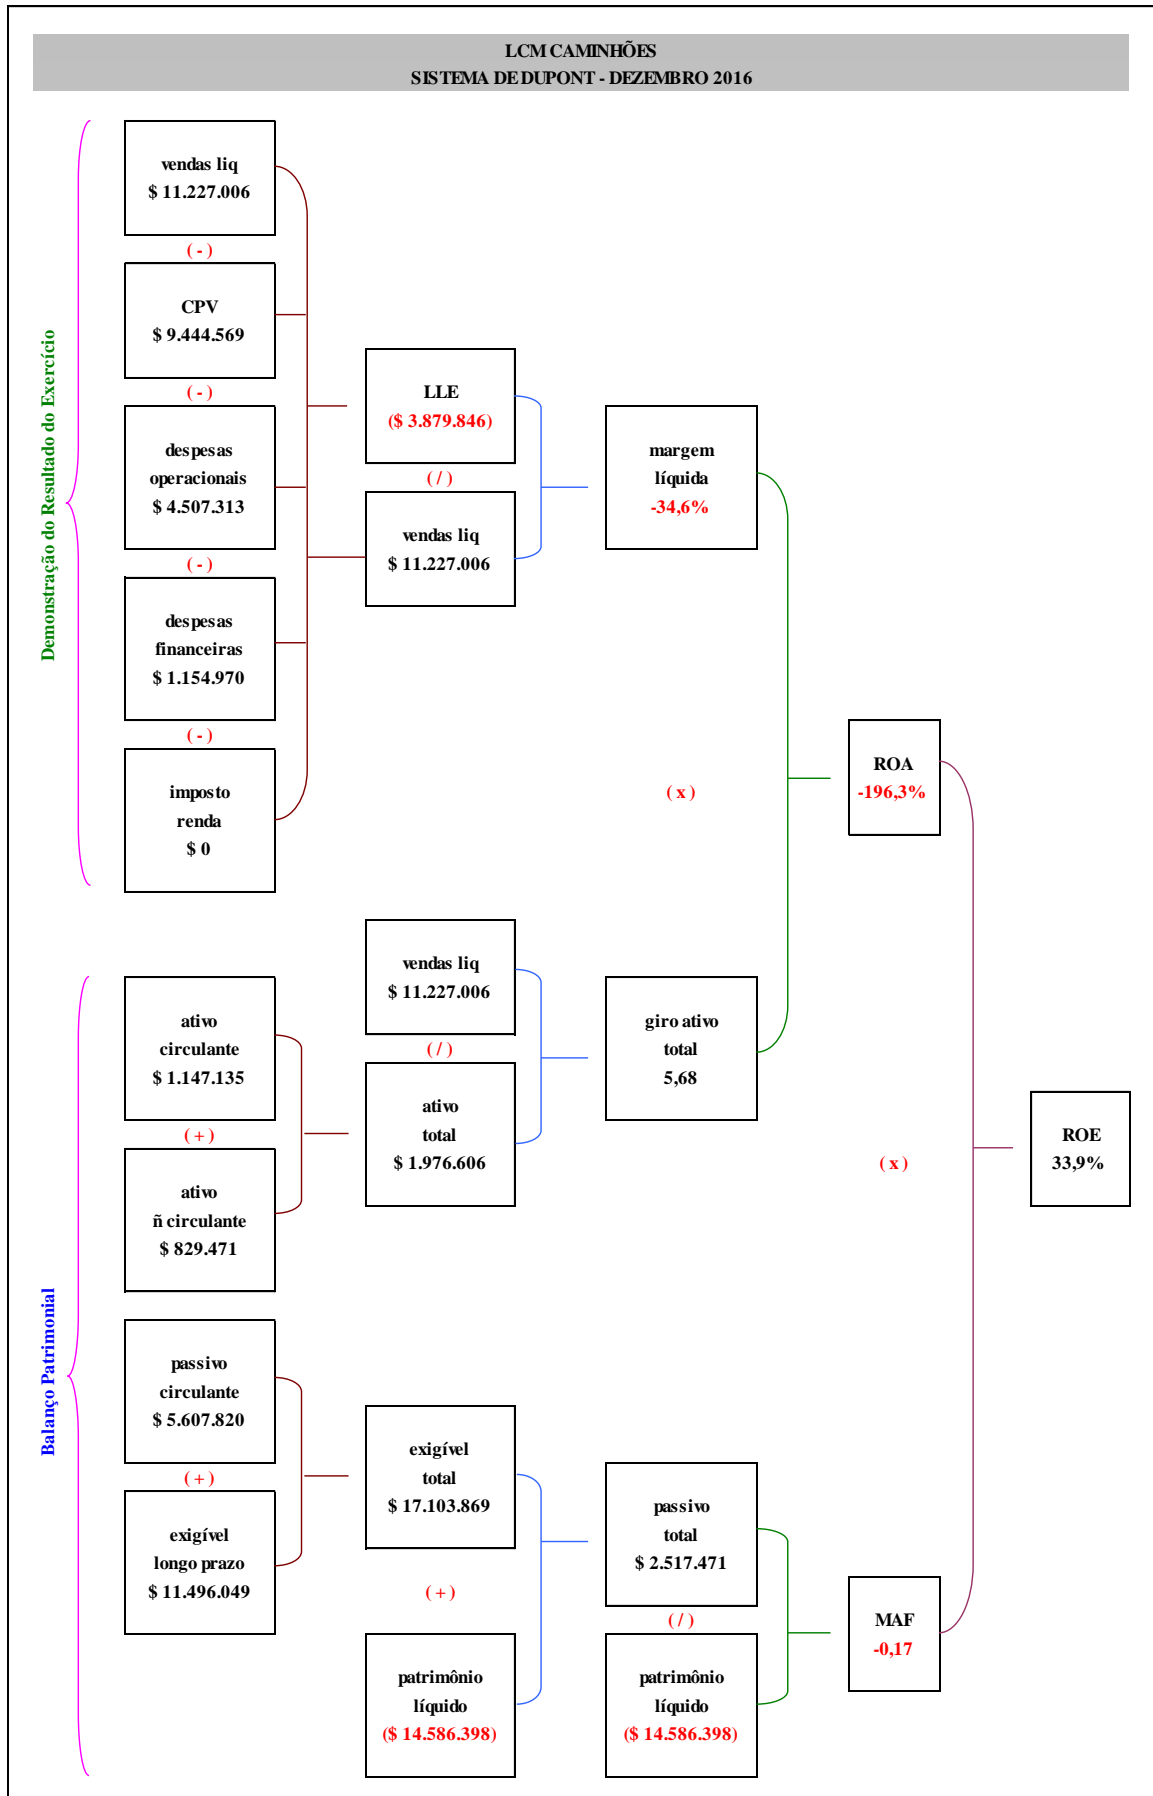 LCM CAMINHÕES
SISTEMA DE DUPONT - DEZEMBRO 2016
Demonstração do Resultado do Exercício
vendas liq
$ 11.227.006
( - )
CPV
$ 9.444.569
( - )
despesas
operacionais
$ 4.507.313
( - )
despesas
financeiras
$ 1.154.970
( - )
imposto
renda
$ 0
LLE
($ 3.879.846)
( / )
vendas liq
$ 11.227.006
margem
líquida
-34,6%
( x )
ROA
-196,3%
Balanço Patrimonial
ativo
circulante
$ 1.147.135
( + )
ativo
ñ circulante
$ 829.471
vendas liq
$ 11.227.006
( / )
ativo
total
$ 1.976.606
giro ativo
total
5,68
( x )
ROE
33,9%
passivo
circulante
$ 5.607.820
( + )
exigível
longo prazo
$ 11.496.049
exigível
total
$ 17.103.869
( + )
patrimônio
líquido
($ 14.586.398)
passivo
total
$ 2.517.471
( / )
patrimônio
líquido
($ 14.586.398)
MAF
-0,17